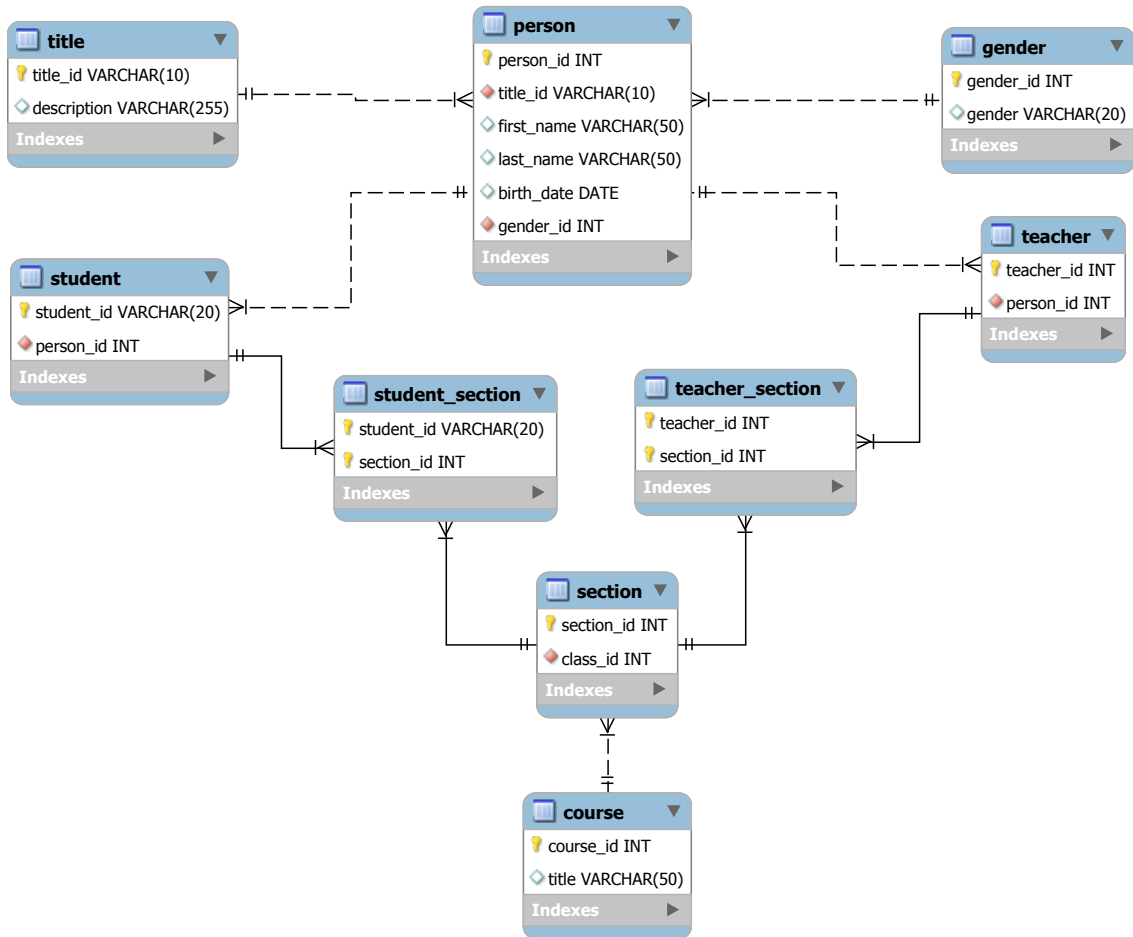 title
title_id VARCHAR(10)
description VARCHAR(255)
Indexes
person
person_id INT
title_id VARCHAR(10)
first_name VARCHAR(50)
last_name VARCHAR(50)
birth_date DATE
gender_id INT
Indexes
gender
gender_id INT
gender VARCHAR(20)
Indexes
student
student_id VARCHAR(20)
person_id INT
Indexes
teacher
teacher_id INT
person_id INT
Indexes
student_section
student_id VARCHAR(20)
section_id INT
Indexes
teacher_section
teacher_id INT
section_id INT
Indexes
section
section_id INT
class_id INT
Indexes
course
course_id INT
title VARCHAR(50)
Indexes